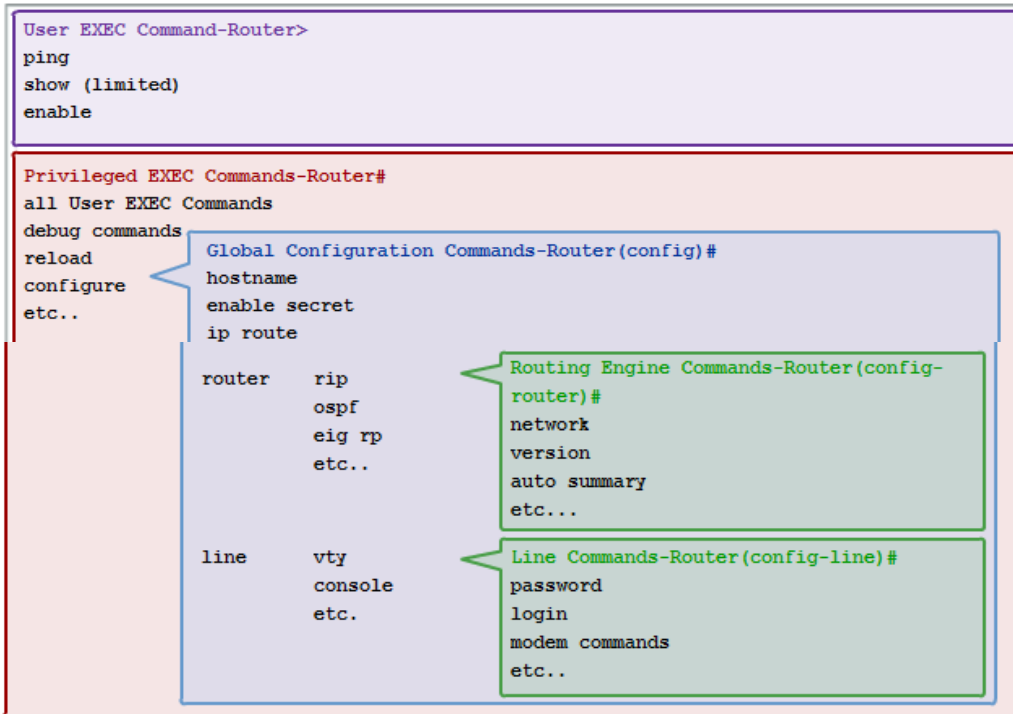 User EXEC Command-Router>
ping
show (limited)
enable
Privileged EXEC Commands-Router#
all User EXEC Commands
debug commands
reload
configure
etc..
Global Configuration Commands-Router(config)#
hostname
enable secret
ip route
router rip
ospf
eig rp
etc..
Routing Engine Commands-Router(config-
router)#
network
version
auto summary
etc...
line vty
console
etc.
Line Commands-Router(config-line)#
password
login
modem commands
etc..